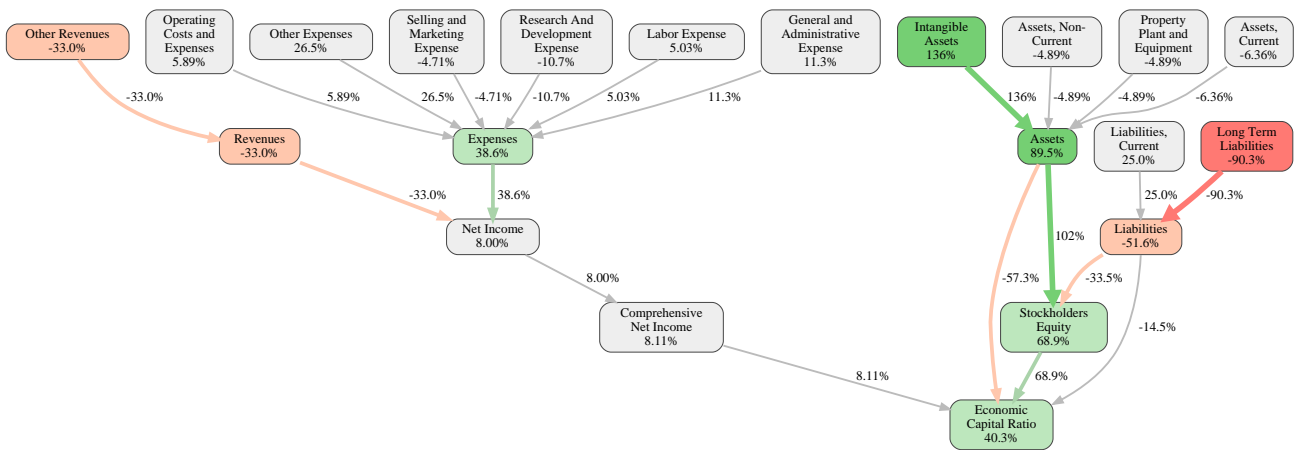 Other Revenues
-33.0%
Operating
Costs and
Expenses
5.89%
Other Expenses
26.5%
Selling and
Marketing
Expense
-4.71%
Research And
Development
Expense
-10.7%
Labor Expense
5.03%
General and
Administrative
Expense
11.3%
Intangible
Assets
136%
Assets, Non-
Current
-4.89%
Property
Plant and
Equipment
-4.89%
Assets,
Current
-6.36%
-33.0%
5.89%
26.5%
-4.71%
-10.7%
5.03%
11.3%
136%
-4.89%
-4.89%
-6.36%
Revenues
-33.0%
Expenses
38.6%
Assets
89.5%
Liabilities,
Current
25.0%
Long Term
Liabilities
-90.3%
-33.0%
38.6%
25.0%
-90.3%
Net Income
8.00%
Liabilities
-51.6%
102%
8.00%
-57.3%
-33.5%
Comprehensive
Net Income
8.11%
Stockholders
Equity
68.9%
-14.5%
8.11%
68.9%
Economic
Capital Ratio
40.3%